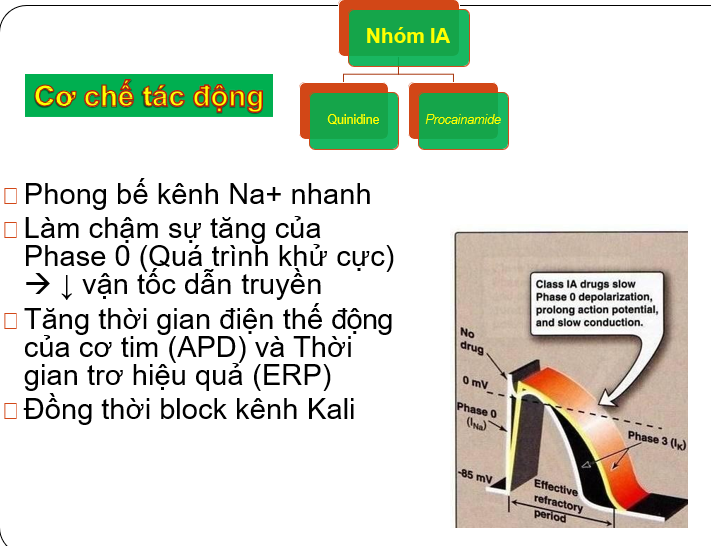 Nhóm IA
Cơ chế tác động
Quinidine
Procainamide
Phong bế kênh Na+ nhanh
Làm chậm sự tăng của
Phase 0 (Quá trình khử cực)
→ ↓ vận tốc dẫn truyền
Tăng thời gian điện thế động
của cơ tim (APD) và Thời
gian trơ hiệu quả (ERP)
Đồng thời block kênh Kali
Class IA drugs slow
Phase 0 depolarization,
prolong action potential,
and slow conduction.
No
drug
0 mV
Phase 0
(INa)
Phase 3 (IK)
-85 mV
Effective
refractory
period